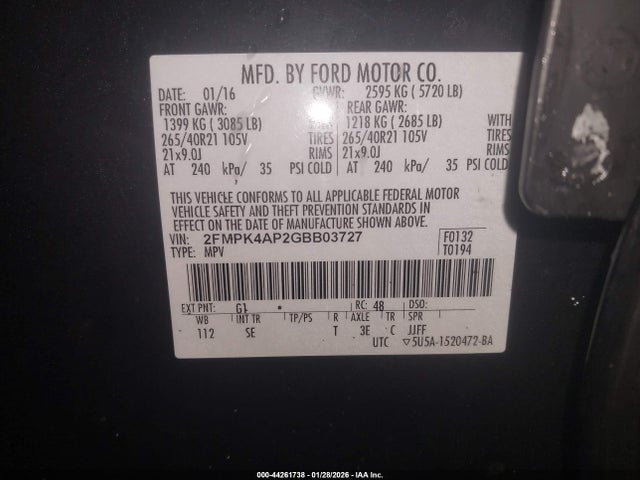 MFD. BY FORD MOTOR CO.
DATE: 01/16 GVWR: 2595 KG ( 5720 LB)
FRONT GAWR: REAR GAWR:
1399 KG ( 3085 LB) 1218 KG ( 2685 LB) WITH
265/40R21 105V TIRES 265/40R21 105V TIRES
21x9.0J RIMS 21x9.0J RIMS
AT 240 kPa/ 35 PSI COLD AT 240 kPa/ 35 PSI COLD
THIS VEHICLE CONFORMS TO ALL APPLICABLE FEDERAL MOTOR
VEHICLE SAFETY AND THEFT PREVENTION STANDARDS IN
EFFECT ON THE DATE OF MANUFACTURE SHOWN ABOVE.
VIN: 2FMPK4AP2GBB03727 F0132
TYPE: MPV T0194
EXT PNT: G1 RC: 48 DSO:
WB INT TR TP/PS R AXLE TR SPR
112 SE T 3E C JJFF
UTC ▽5U5A-1520472-BA
000-44261738 - 01/28/2026 - IAA Inc.